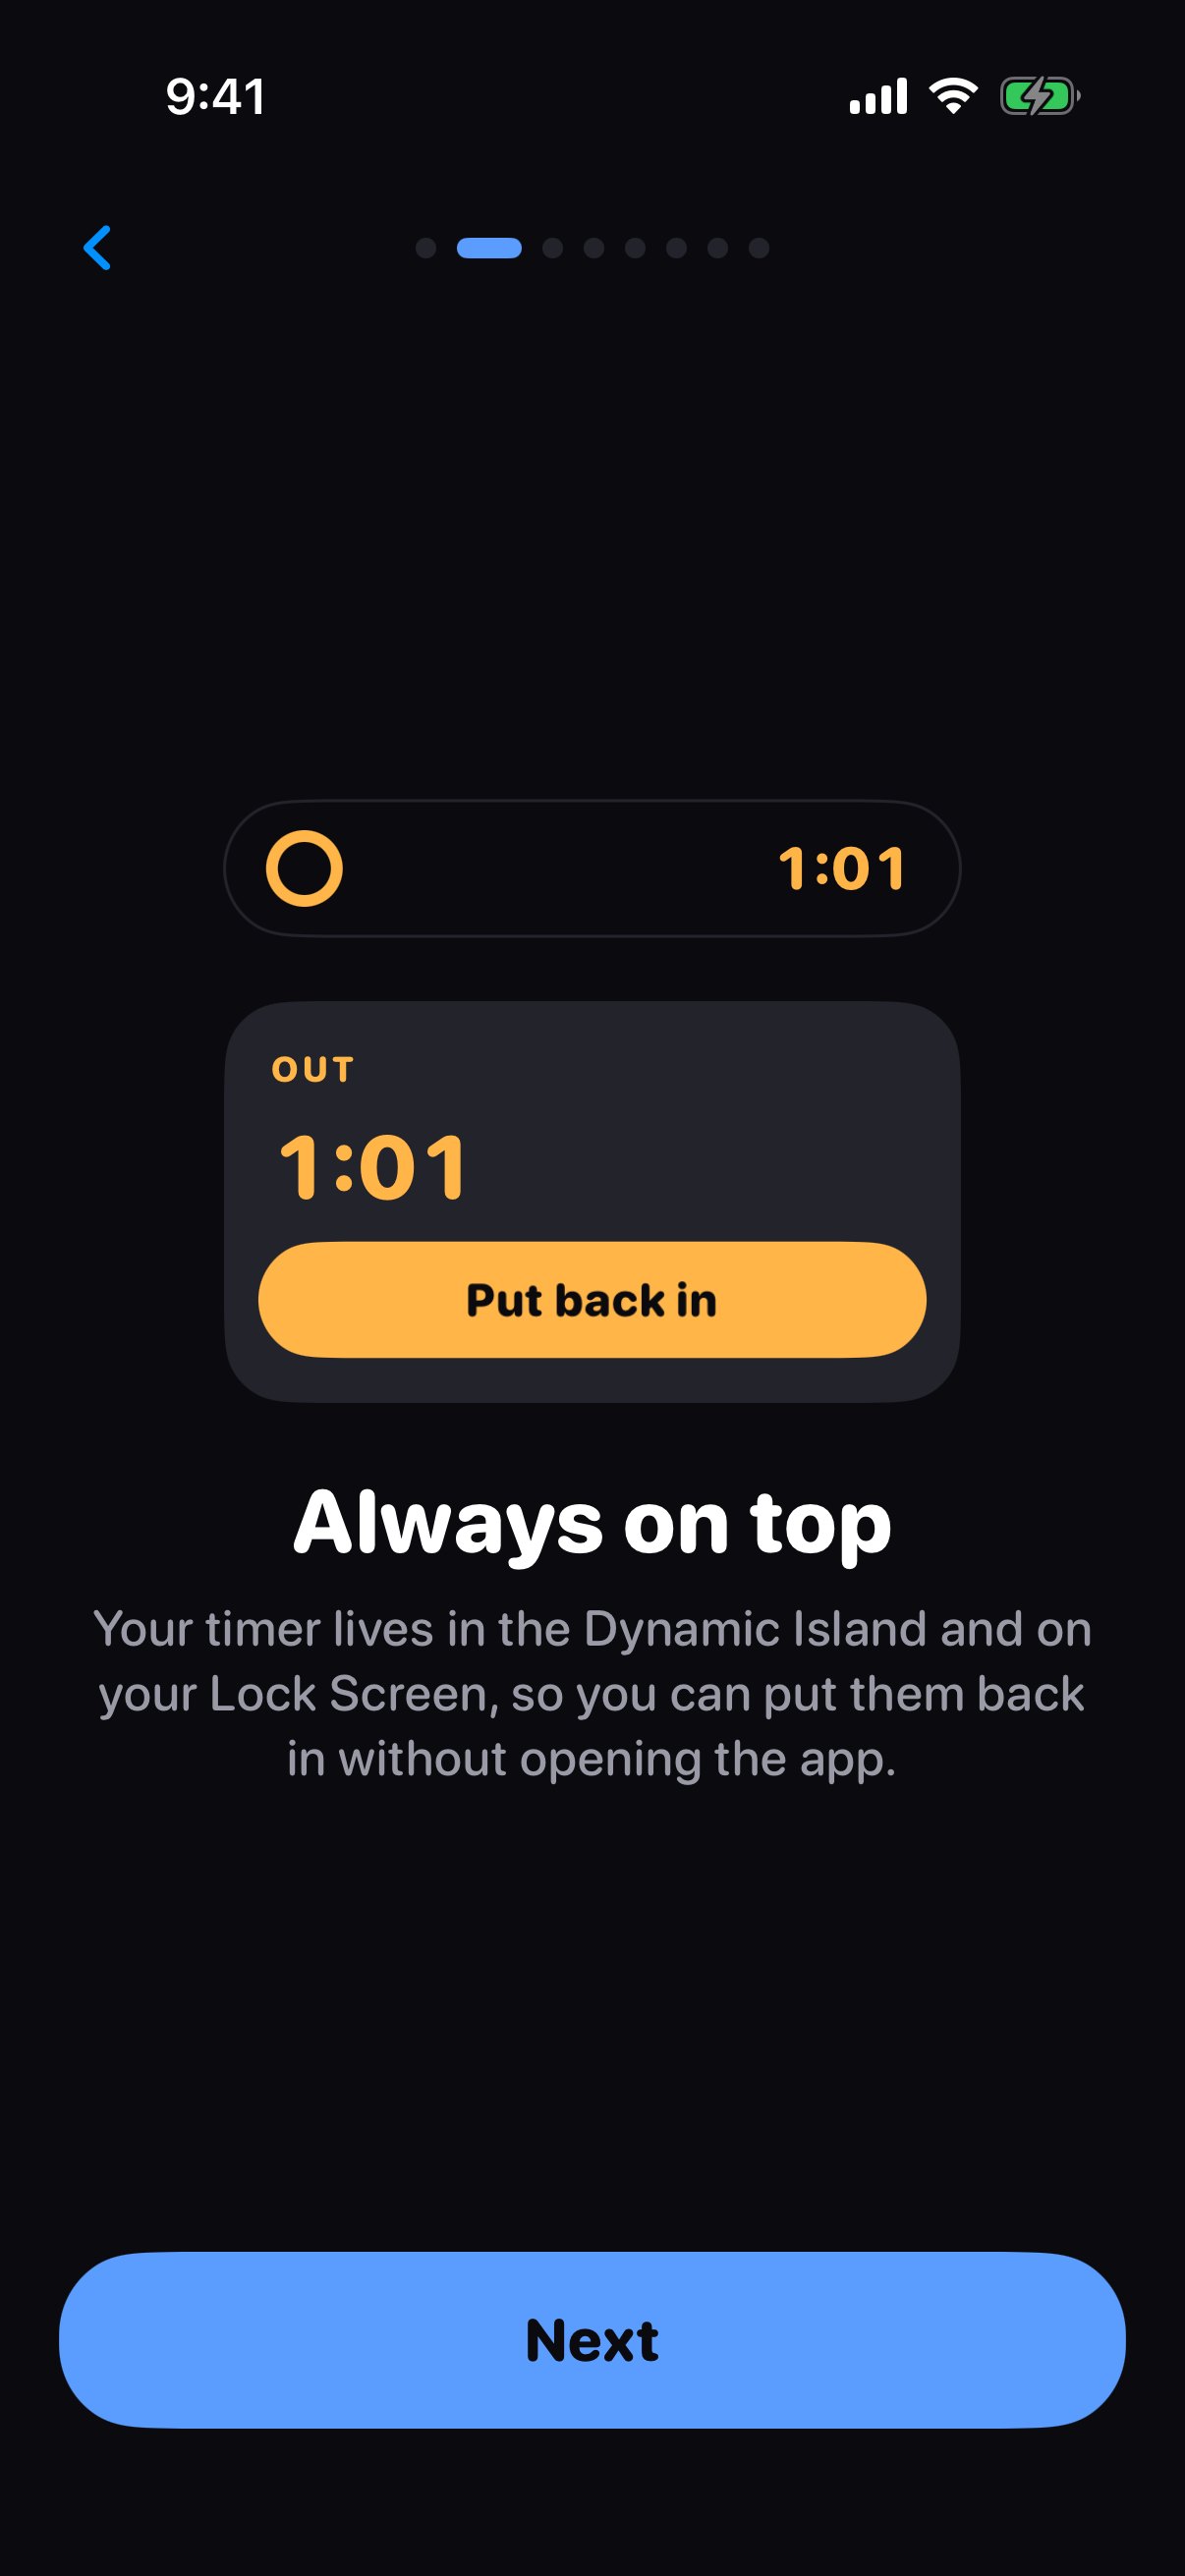 9:41
1:01
OUT
1:01
Put back in
Always on top
Your timer lives in the Dynamic Island and on
your Lock Screen, so you can put them back
in without opening the app.
Next